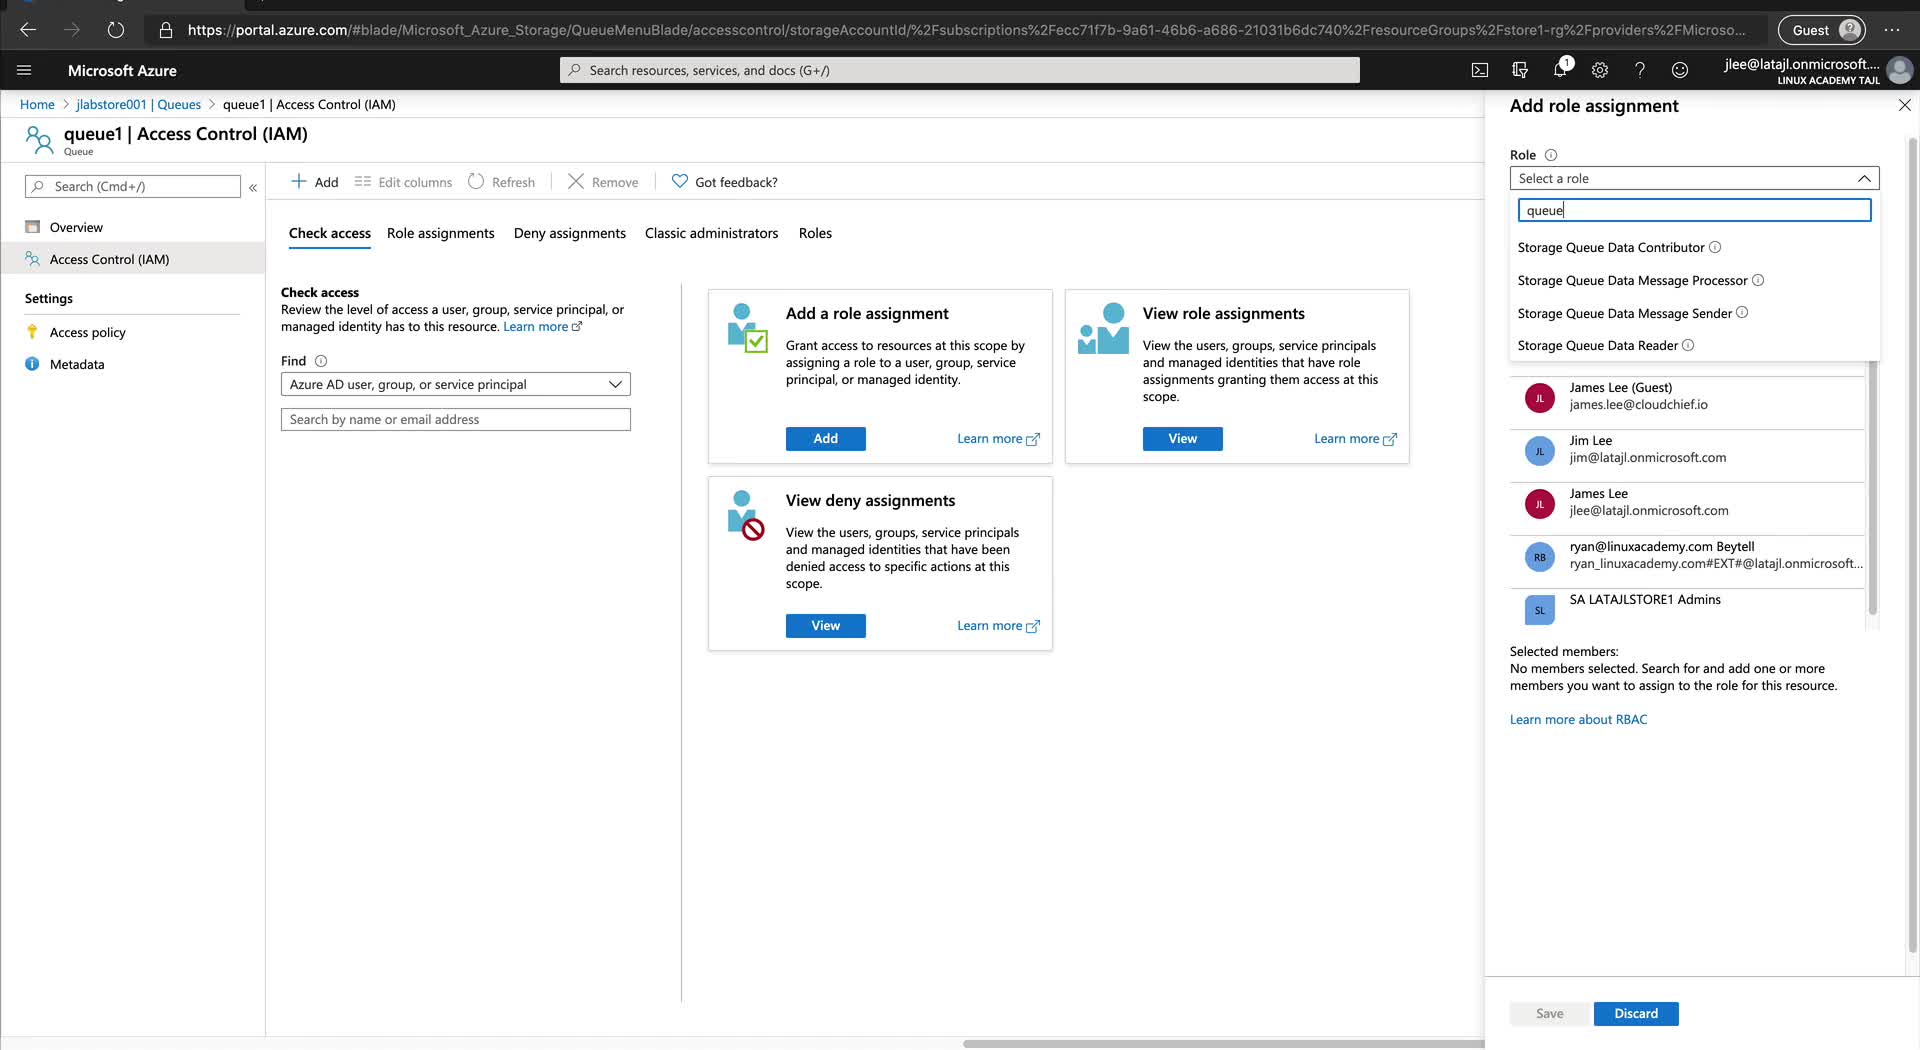 https://portal.azure.com/#blade/Microsoft_Azure_Storage/QueueMenuBlade/accesscontrol/storageAccountId/%2Fsubscriptions%2Fecc71f7b-9a61-46b6-a686-21031b6dc740%2FresourceGroups%2Fstore1-rg%2Fproviders%2FMicroso...
Guest
Microsoft Azure
Search resources, services, and docs (G+/)
1
jlee@latajl.onmicrosoft....
LINUX ACADEMY TAJL
Home > jlabstore001 | Queues > queue1 | Access Control (IAM)
queue1 | Access Control (IAM)
Queue
Search (Cmd+/)
«
Overview
Access Control (IAM)
Settings
Access policy
Metadata
Add
Edit columns
Refresh
Remove
Got feedback?
Check access
Role assignments
Deny assignments
Classic administrators
Roles
Check access
Review the level of access a user, group, service principal, or
managed identity has to this resource. Learn more
Find
Azure AD user, group, or service principal
Search by name or email address
Add a role assignment
Grant access to resources at this scope by
assigning a role to a user, group, service
principal, or managed identity.
Add
Learn more
View role assignments
View the users, groups, service principals
and managed identities that have role
assignments granting them access at this
scope.
View
Learn more
View deny assignments
View the users, groups, service principals
and managed identities that have been
denied access to specific actions at this
scope.
View
Learn more
Add role assignment
Role
Select a role
queue
Storage Queue Data Contributor
Storage Queue Data Message Processor
Storage Queue Data Message Sender
Storage Queue Data Reader
JL
James Lee (Guest)
james.lee@cloudchief.io
JL
Jim Lee
jim@latajl.onmicrosoft.com
JL
James Lee
jlee@latajl.onmicrosoft.com
RB
ryan@linuxacademy.com Beytell
ryan_linuxacademy.com#EXT#@latajl.onmicrosoft...
SL
SA LATAJLSTORE1 Admins
Selected members:
No members selected. Search for and add one or more
members you want to assign to the role for this resource.
Learn more about RBAC
Save
Discard